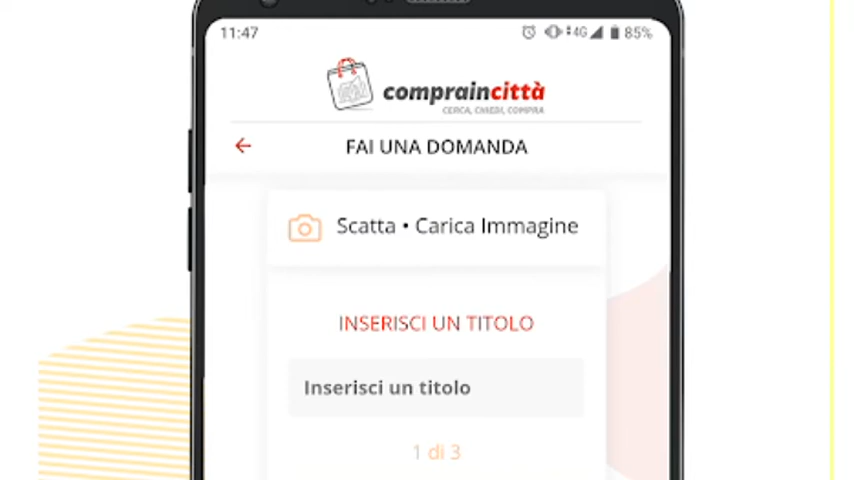 11:47 4G 85%
compraincittà
CERCA, CHIEDI, COMPRA
FAI UNA DOMANDA
Scatta • Carica Immagine
INSERISCI UN TITOLO
Inserisci un titolo
1 di 3